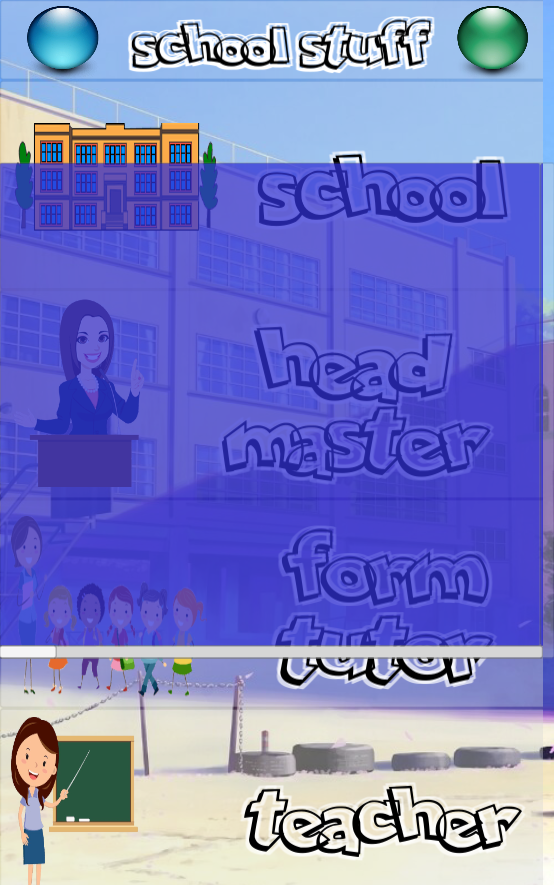 school stuff
school
head
master
form
tutor
teacher